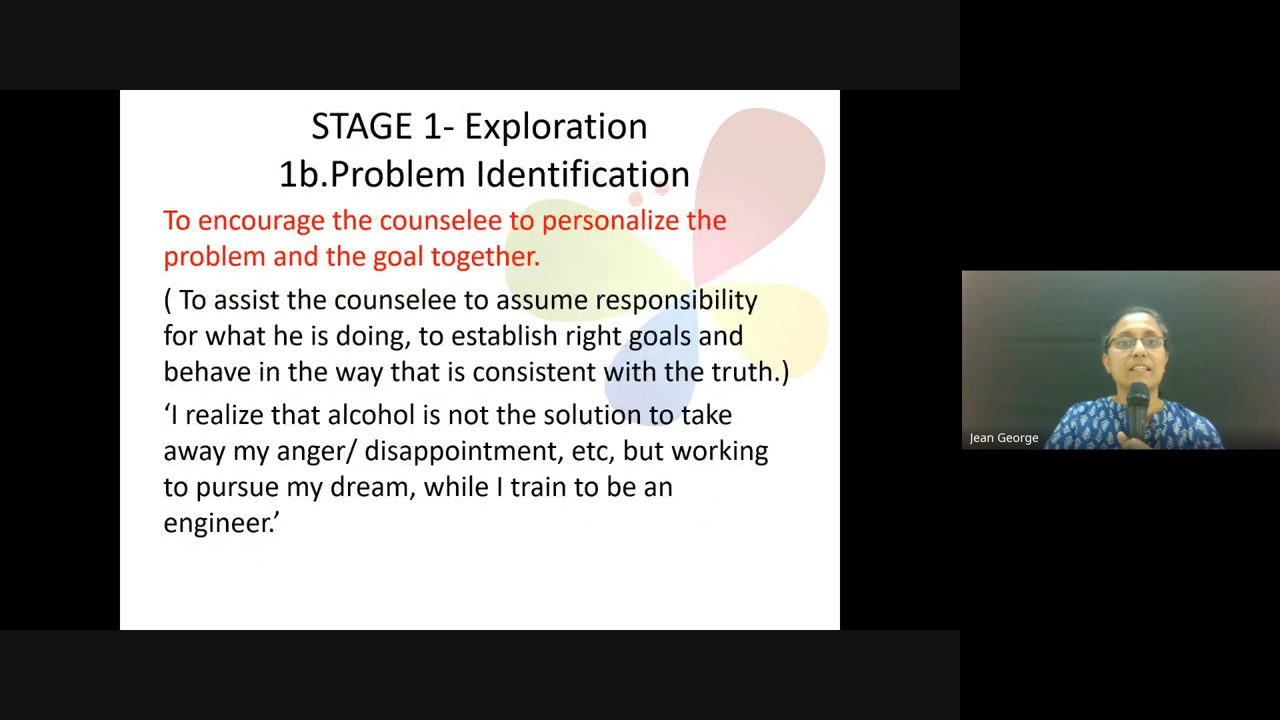 STAGE 1- Exploration
1b.Problem Identification
To encourage the counselee to personalize the
problem and the goal together.
( To assist the counselee to assume responsibility
for what he is doing, to establish right goals and
behave in the way that is consistent with the truth.)
‘I realize that alcohol is not the solution to take
away my anger/ disappointment, etc, but working
to pursue my dream, while I train to be an
engineer.’
Jean George